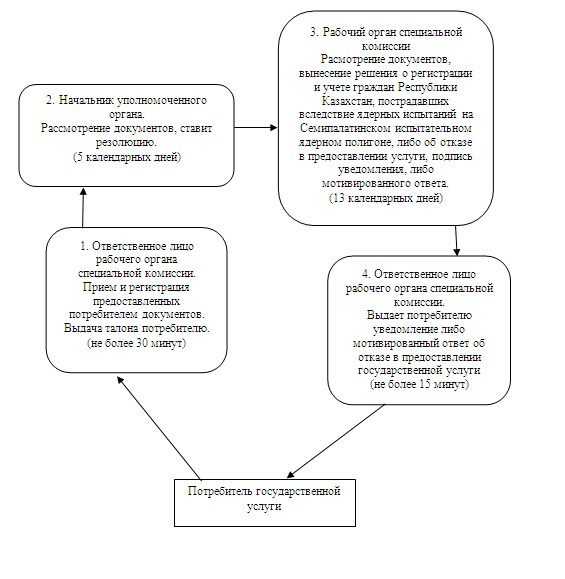 3. Рабочий орган специальной
комиссии
Расмотрение документов,
вынесение решения о регистрации
и учете граждан Республики
Казахстан, пострадавших
вследствие ядерных испытаний на
Семипалатинском испытательном
ядерном полигоне, либо об отказе
в предоставлении услуги, подпись
уведомления, либо
мотивированного ответа.
(13 календарных дней)
2. Начальник уполномоченного
органа.
Рассмотрение документов, ставит
резолюцию.
(5 календарных дней)
1. Ответственное лицо
рабочего органа
специальной комиссии.
Прием и регистрация
предоставленных
потребителем документов.
Выдача талона потребителю.
(не более 30 минут)
4. Ответственное лицо
рабочего органа специальной
комиссии.
Выдает потребителю
уведомление либо
мотивированный ответ об
отказе в предоставлении
государственной услуги
(не более 15 минут)
Потребитель государственной
услуги